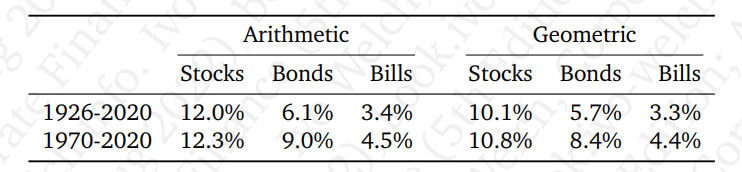 Arithmetic Geometric
Stocks Bonds Bills Stocks Bonds Bills
1926-2020 12.0% 6.1% 3.4% 10.1% 5.7% 3.3%
1970-2020 12.3% 9.0% 4.5% 10.8% 8.4% 4.4%